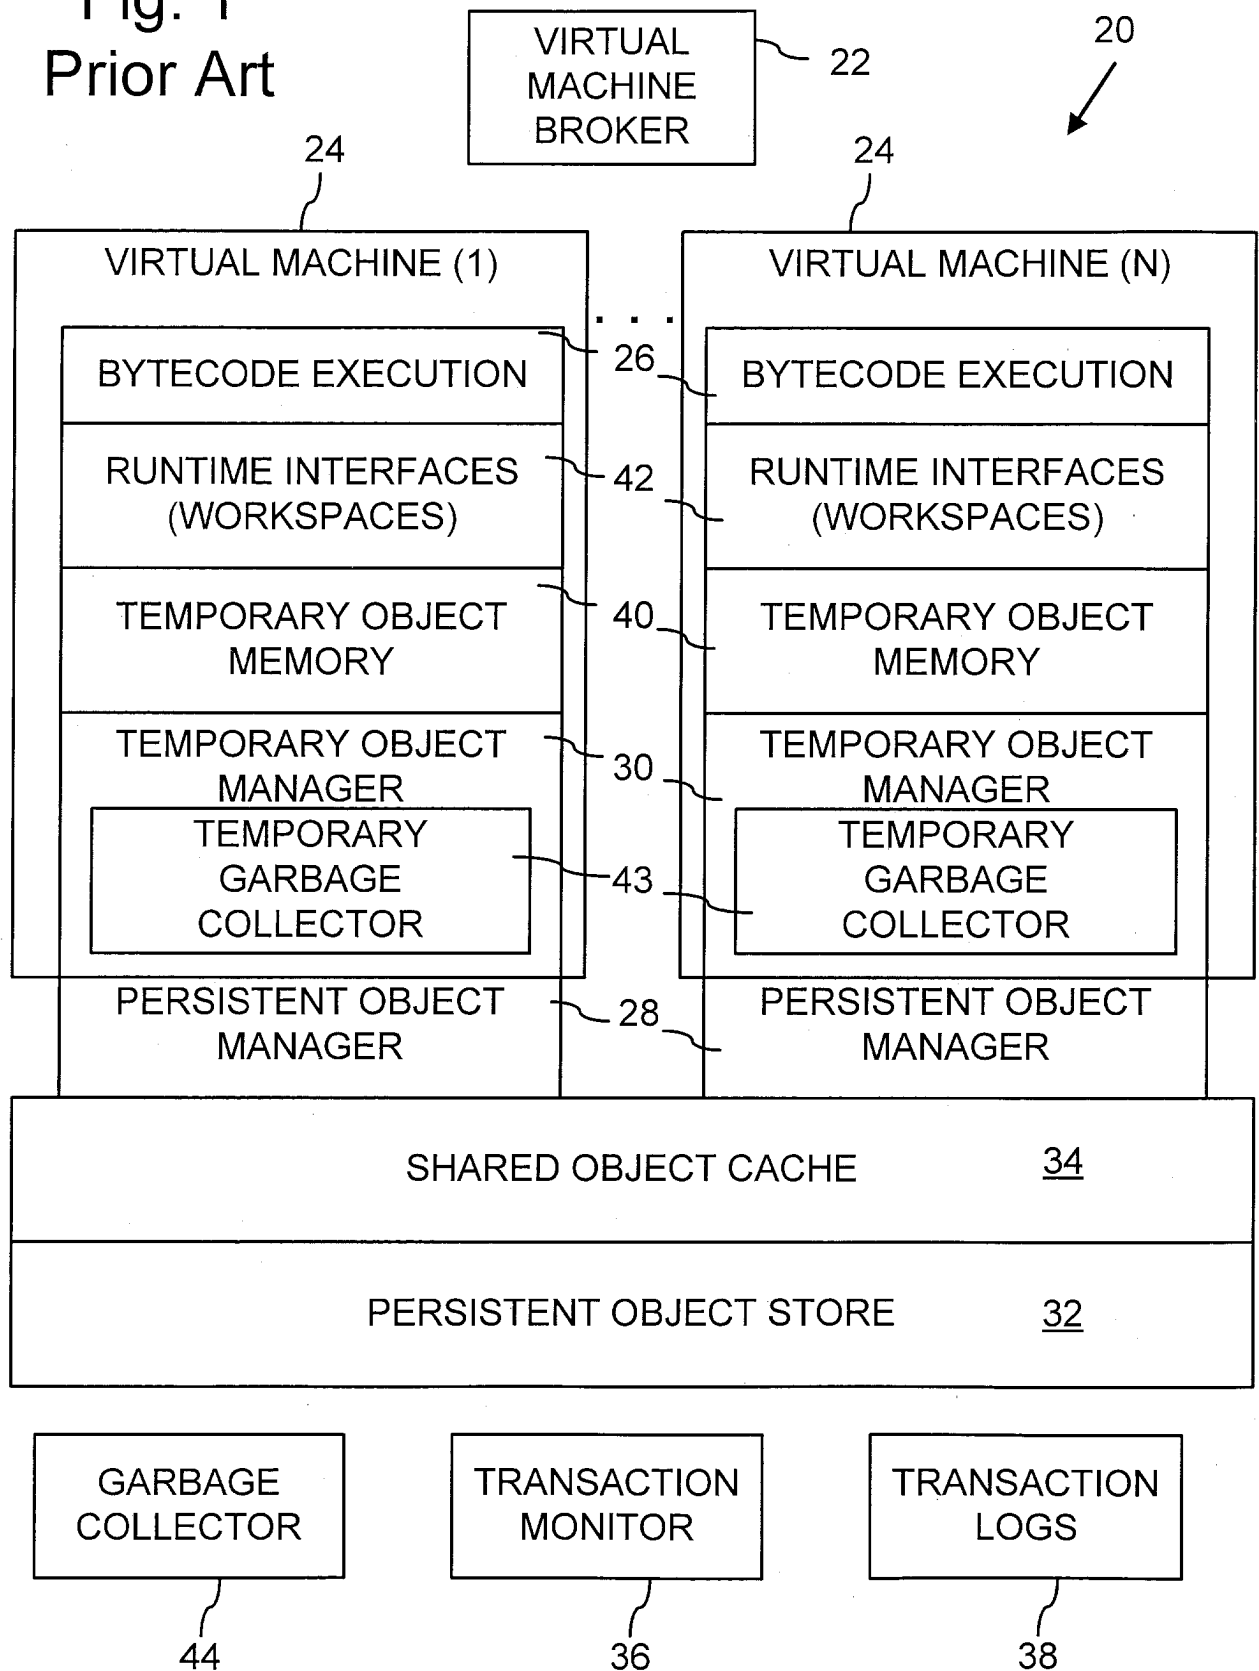 Fig. 1
Prior Art
VIRTUAL
MACHINE
BROKER
22
20
24
24
VIRTUAL MACHINE (1)
VIRTUAL MACHINE (N)
. . .
BYTECODE EXECUTION
26
BYTECODE EXECUTION
RUNTIME INTERFACES
(WORKSPACES)
42
RUNTIME INTERFACES
(WORKSPACES)
TEMPORARY OBJECT
MEMORY
40
TEMPORARY OBJECT
MEMORY
TEMPORARY OBJECT
MANAGER
30
TEMPORARY OBJECT
MANAGER
TEMPORARY
GARBAGE
COLLECTOR
43
TEMPORARY
GARBAGE
COLLECTOR
PERSISTENT OBJECT
MANAGER
28
PERSISTENT OBJECT
MANAGER
SHARED OBJECT CACHE 34
PERSISTENT OBJECT STORE 32
GARBAGE
COLLECTOR
TRANSACTION
MONITOR
TRANSACTION
LOGS
44
36
38